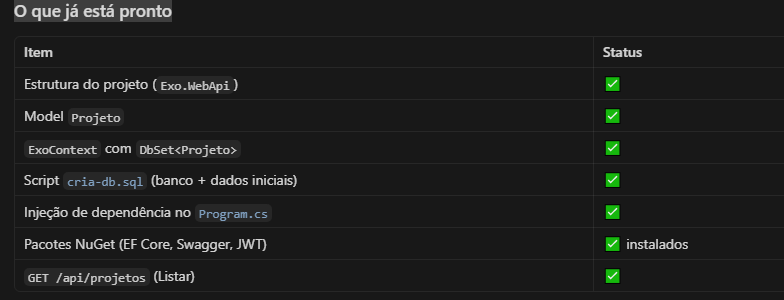 O que já está pronto
Item Status
Estrutura do projeto (Exo.WebApi) ✅
Model Projeto ✅
ExoContext com DbSet<Projeto> ✅
Script cria-db.sql (banco + dados iniciais) ✅
Injeção de dependência no Program.cs ✅
Pacotes NuGet (EF Core, Swagger, JWT) ✅ instalados
GET /api/projetos (Listar) ✅